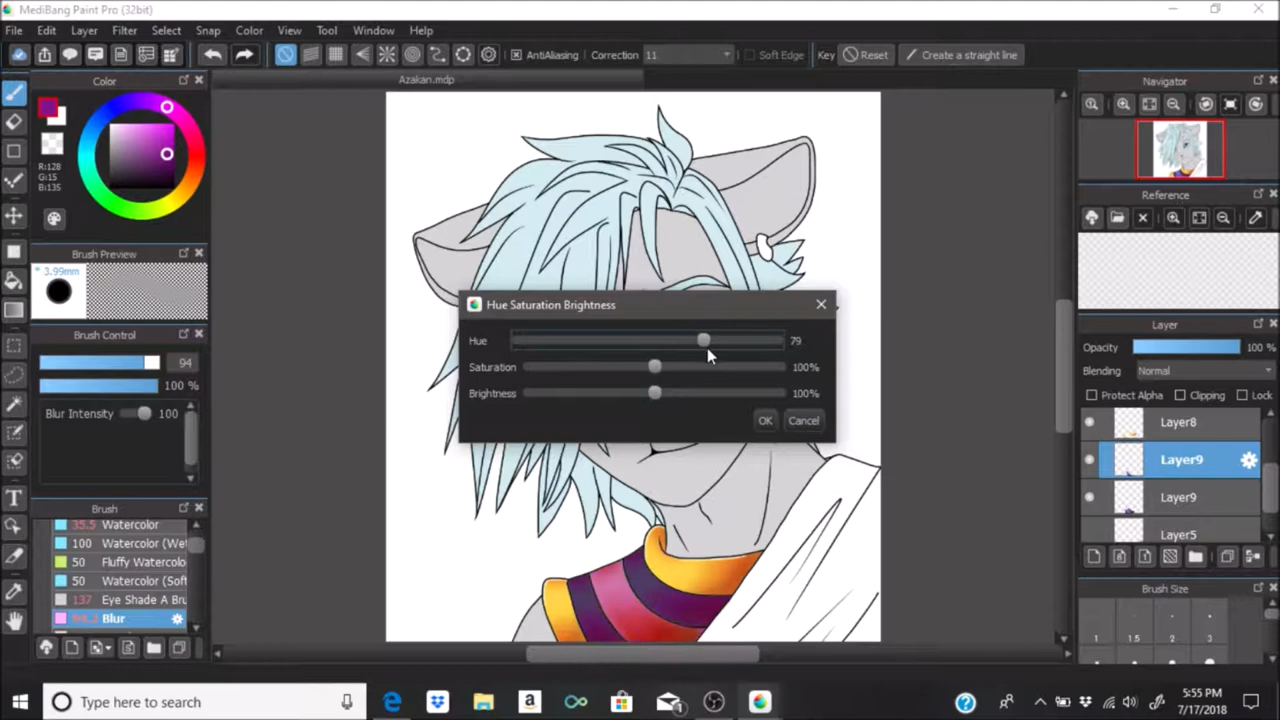 MediBang Paint Pro (32bit)
File Edit Layer Filter Select Snap Color View Tool Window Help
AntiAliasing Correction 11 Soft Edge Key Reset Create a straight line
Color
Azakan.mdp
Navigator
R:128
G:15
B:135
Reference
Brush Preview
* 3.99mm
Hue Saturation Brightness
Hue 79
Saturation 100%
Brightness 100%
OK Cancel
Brush Control
94
100 %
Blur Intensity 100
Layer
Opacity 100 %
Blending Normal
Protect Alpha Clipping Lock
Layer8
Layer9
Layer9
Layer5
Brush
35.5 Watercolor
100 Watercolor (Wet
50 Fluffy Watercolo
50 Watercolor (Soft
137 Eye Shade A Bru
Blur
Brush Size
1 1.5 2 3
Type here to search
5:55 PM
7/17/2018